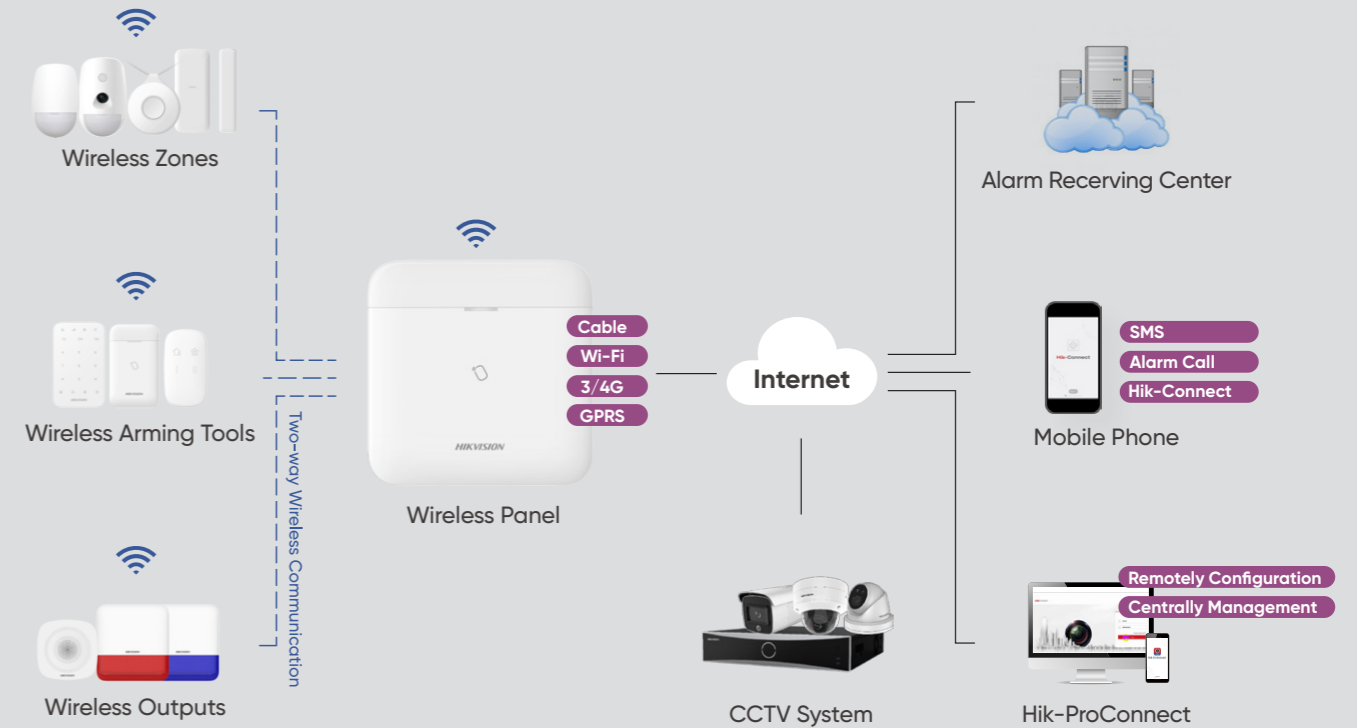 Wireless Zones
Alarm Recerving Center
Cable
Wi-Fi
3/4G
GPRS
HIKVISION
Wireless Panel
Internet
SMS
Alarm Call
Hik-Connect
Hik-Connect
Mobile Phone
Wireless Arming Tools
Two-way Wireless Communication
Remotely Configuration
Centrally Management
Wireless Outputs
CCTV System
Hik-ProConnect